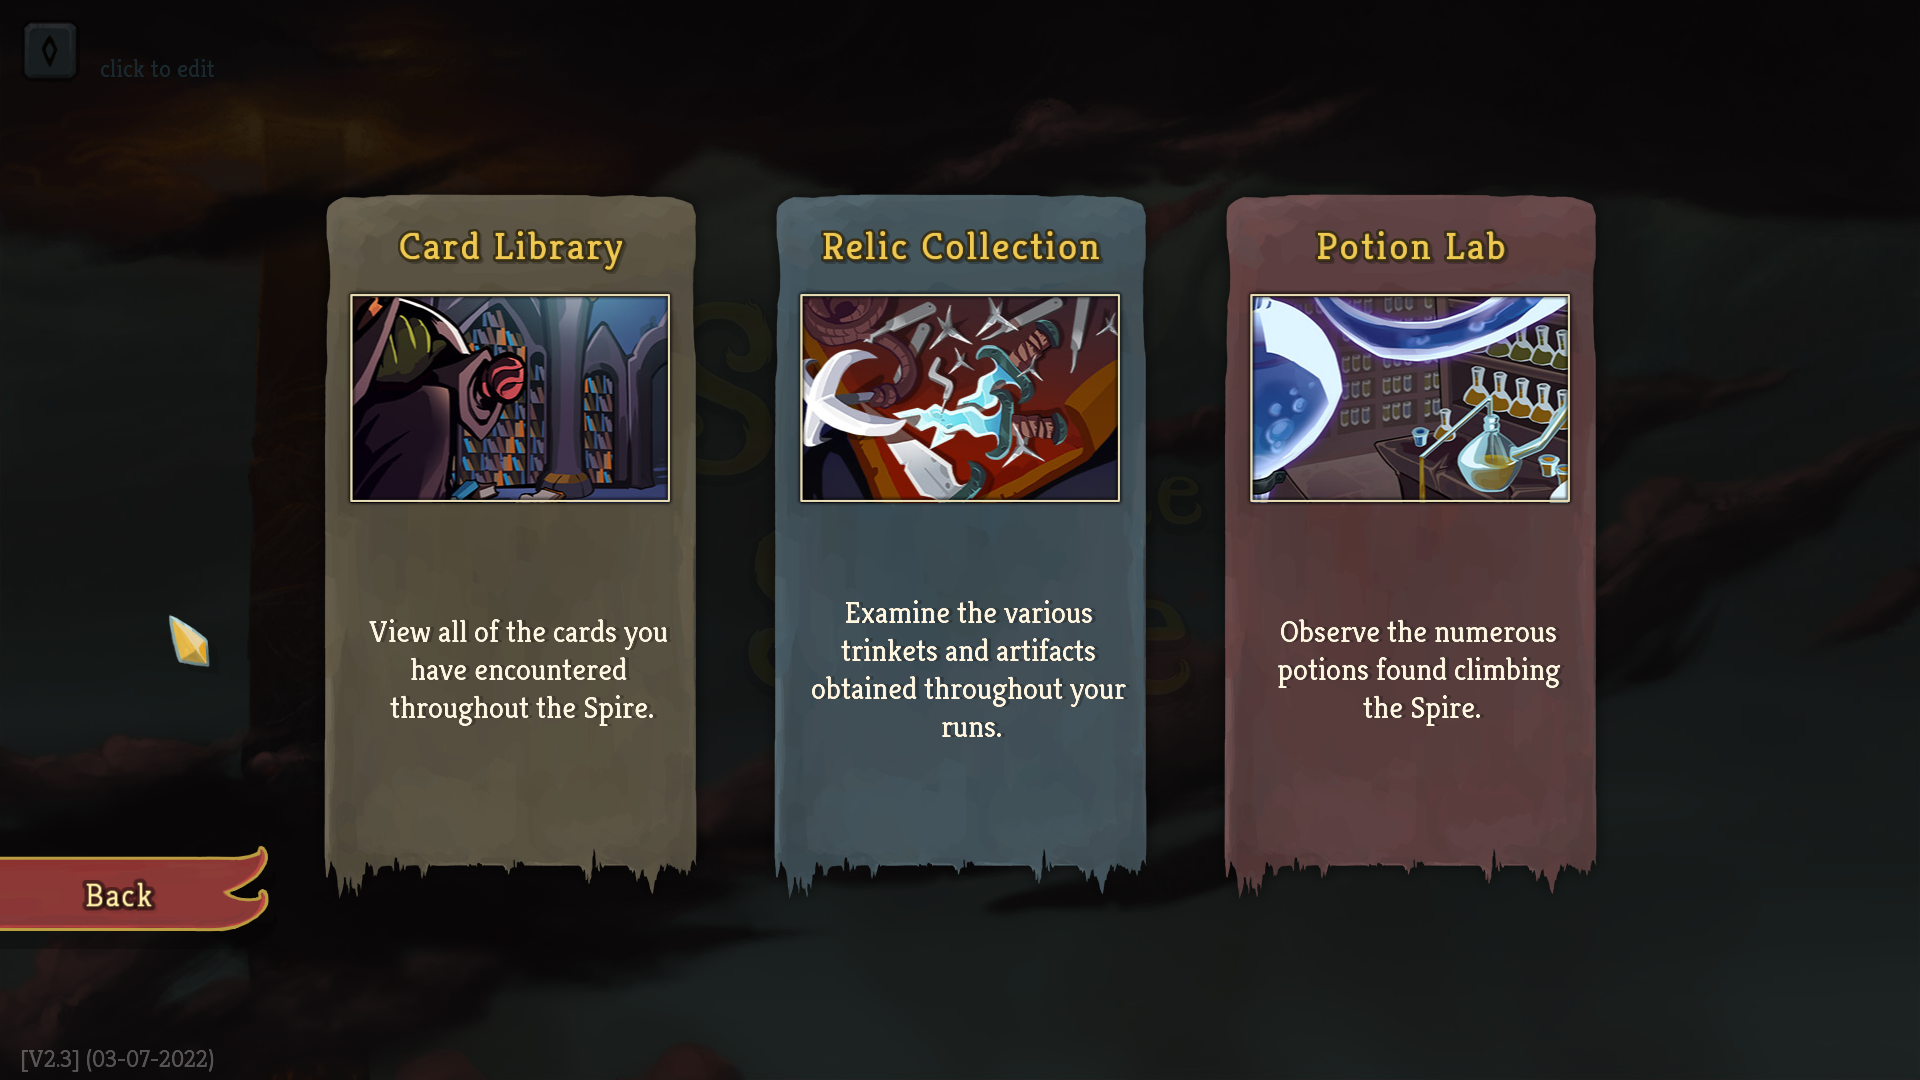 click to edit
Card Library
View all of the cards you
have encountered
throughout the Spire.
Relic Collection
Examine the various
trinkets and artifacts
obtained throughout your
runs.
Potion Lab
Observe the numerous
potions found climbing
the Spire.
Back
[V2.3] (03-07-2022)